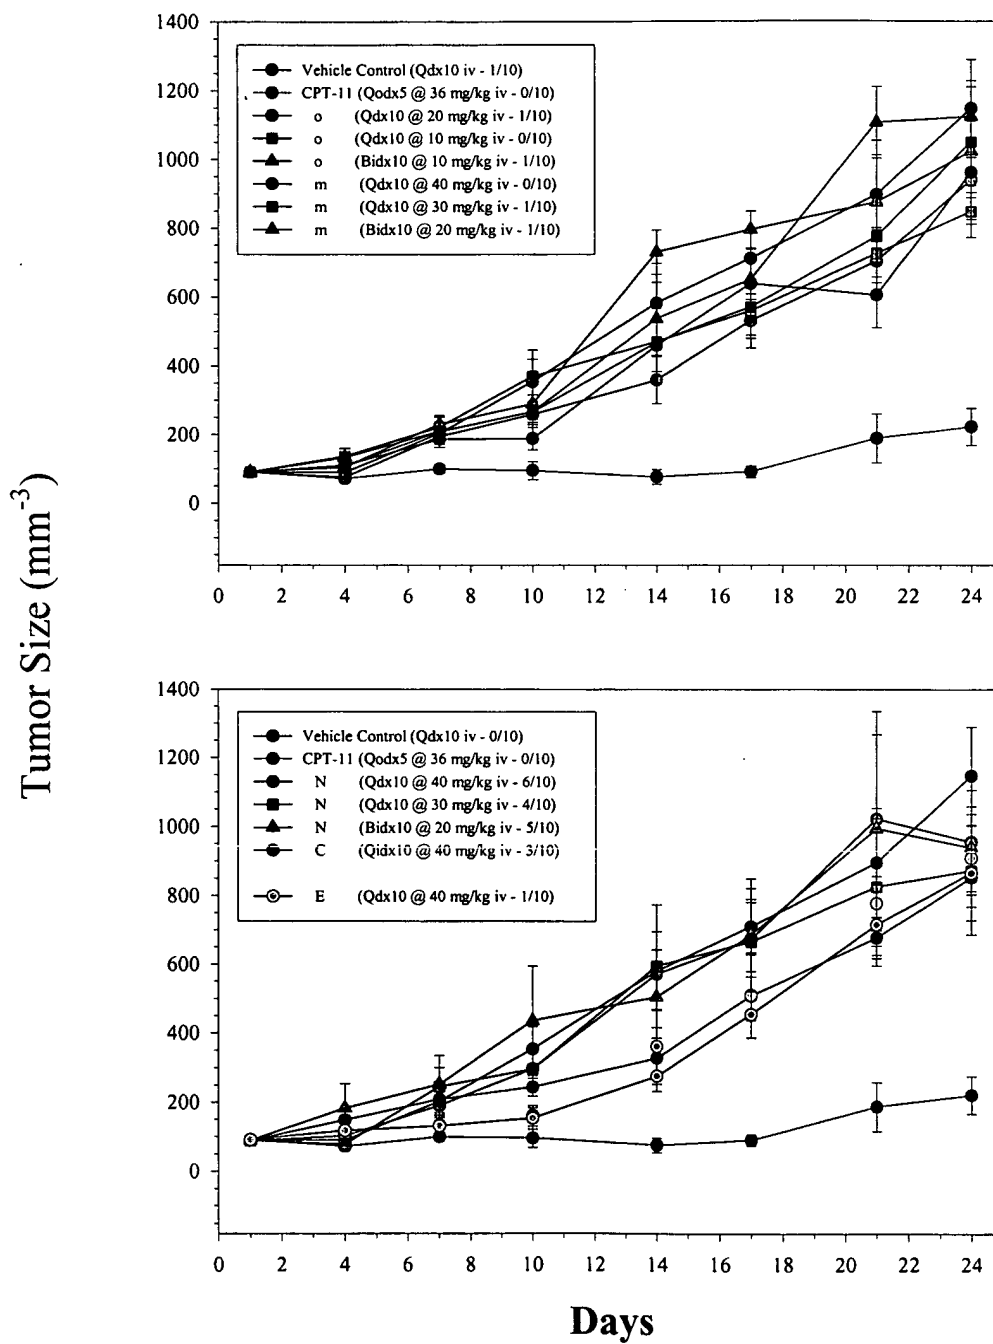 Tumor Size (mm-3)
1400
1200
1000
800
600
400
200
0
Vehicle Control (Qdx10 iv - 1/10)
CPT-11 (Qodx5 @ 36 mg/kg iv - 0/10)
o (Qdx10 @ 20 mg/kg iv - 1/10)
o (Qdx10 @ 10 mg/kg iv - 0/10)
o (Bidx10 @ 10 mg/kg iv - 1/10)
m (Qdx10 @ 40 mg/kg iv - 0/10)
m (Qdx10 @ 30 mg/kg iv - 1/10)
m (Bidx10 @ 20 mg/kg iv - 1/10)
0 2 4 6 8 10 12 14 16 18 20 22 24
1400
1200
1000
800
600
400
200
0
Vehicle Control (Qdx10 iv - 0/10)
CPT-11 (Qodx5 @ 36 mg/kg iv - 0/10)
N (Qdx10 @ 40 mg/kg iv - 6/10)
N (Qdx10 @ 30 mg/kg iv - 4/10)
N (Bidx10 @ 20 mg/kg iv - 5/10)
C (Qidx10 @ 40 mg/kg iv - 3/10)
E (Qdx10 @ 40 mg/kg iv - 1/10)
0 2 4 6 8 10 12 14 16 18 20 22 24
Days